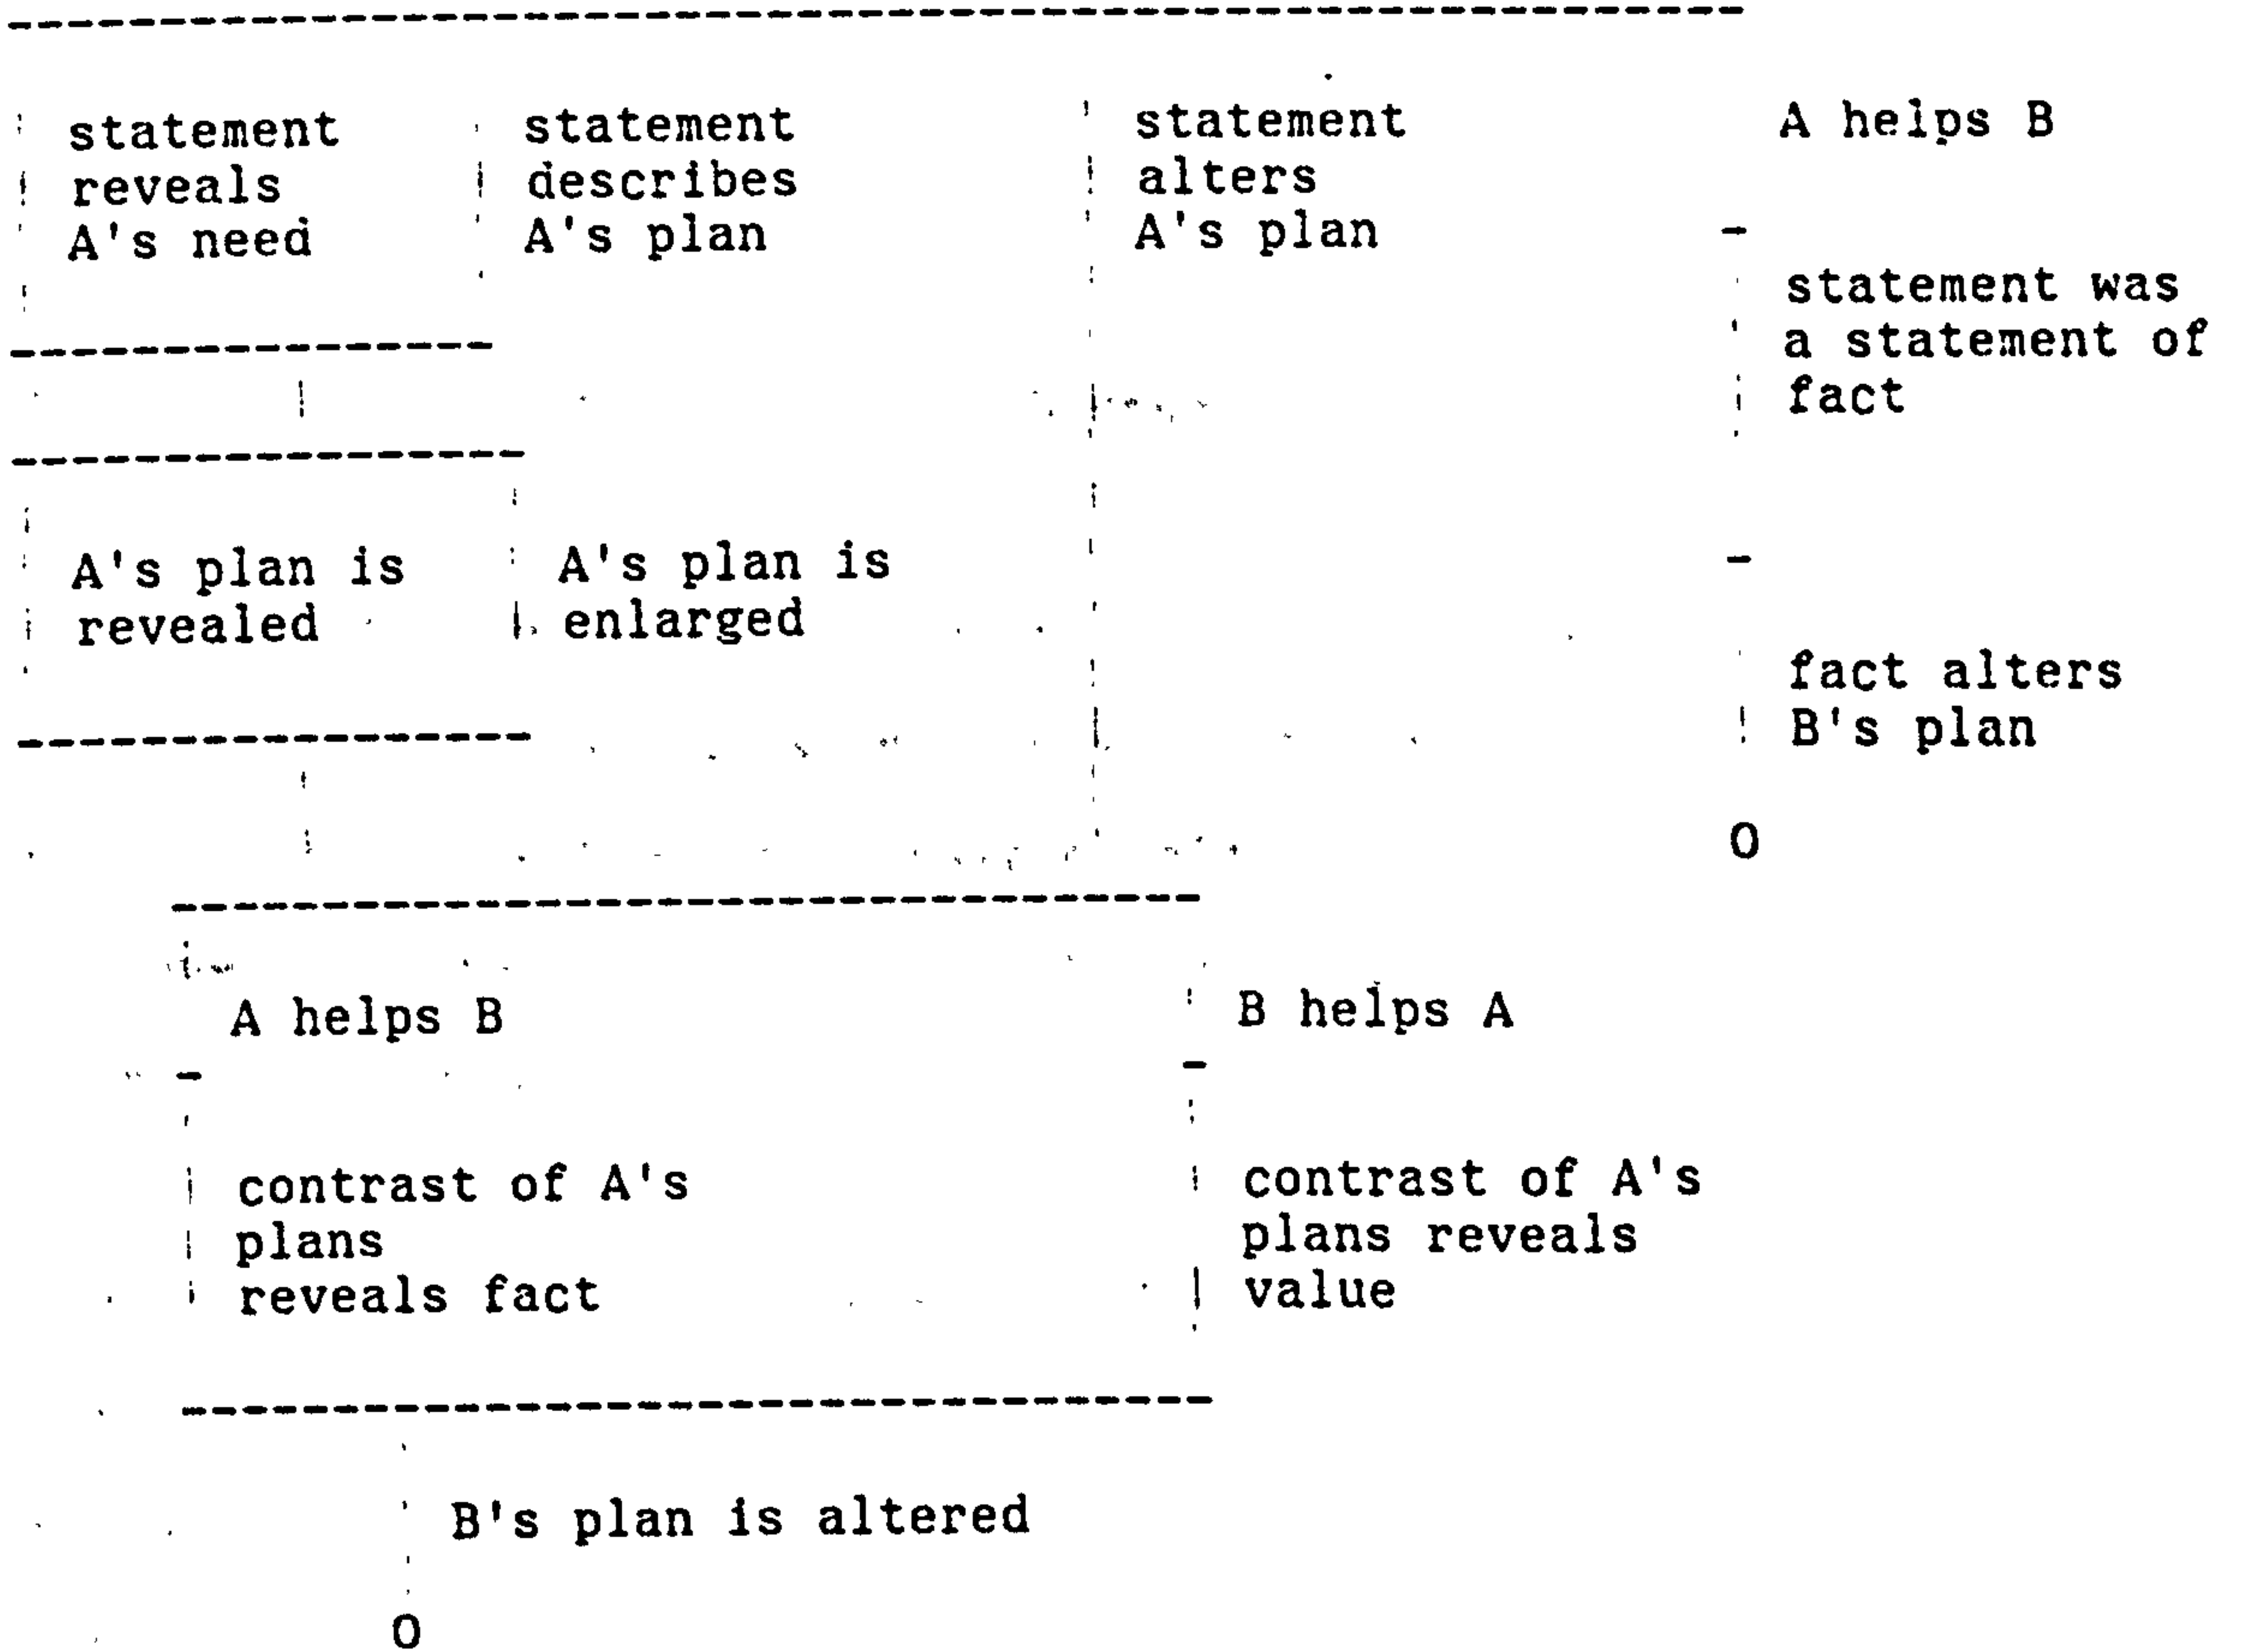 statement
reveals
A's need
statement
describes
A's plan
statement
alters
A's plan
A helps B
statement was
a statement of
fact
A's plan is
revealed
A's plan is
enlarged
fact alters
B's plan
O
A helps B
B helps A
contrast of A's
plans
reveals fact
contrast of A's
plans reveals
value
B's plan is altered
O